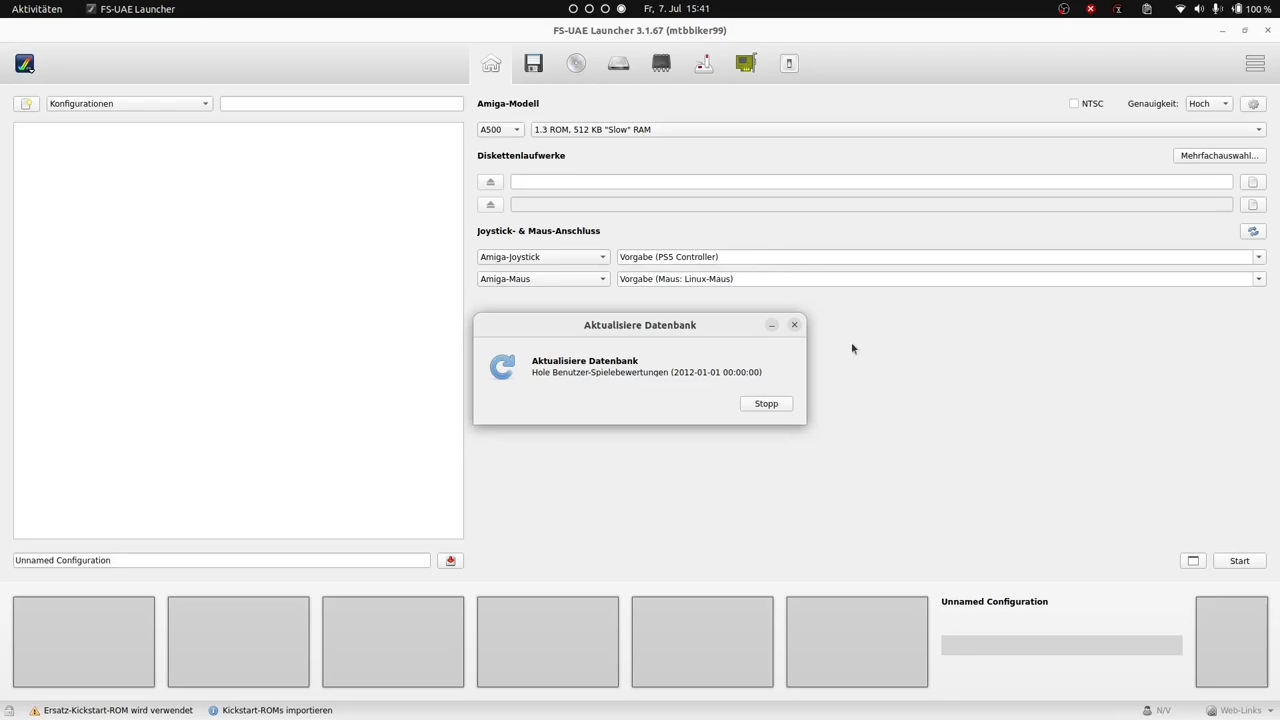 Aktivitäten
FS-UAE Launcher
Fr, 7. Jul 15:41
100 %
FS-UAE Launcher 3.1.67 (mtbbiker99)
Konfigurationen
Amiga-Modell
NTSC
Genauigkeit:
Hoch
A500
1.3 ROM, 512 KB "Slow" RAM
Diskettenlaufwerke
Mehrfachauswahl...
Joystick- & Maus-Anschluss
Amiga-Joystick
Vorgabe (PS5 Controller)
Amiga-Maus
Vorgabe (Maus: Linux-Maus)
Aktualisiere Datenbank
Aktualisiere Datenbank
Hole Benutzer-Spielebewertungen (2012-01-01 00:00:00)
Stopp
Unnamed Configuration
Start
Unnamed Configuration
Ersatz-Kickstart-ROM wird verwendet
Kickstart-ROMs importieren
N/V
Web-Links